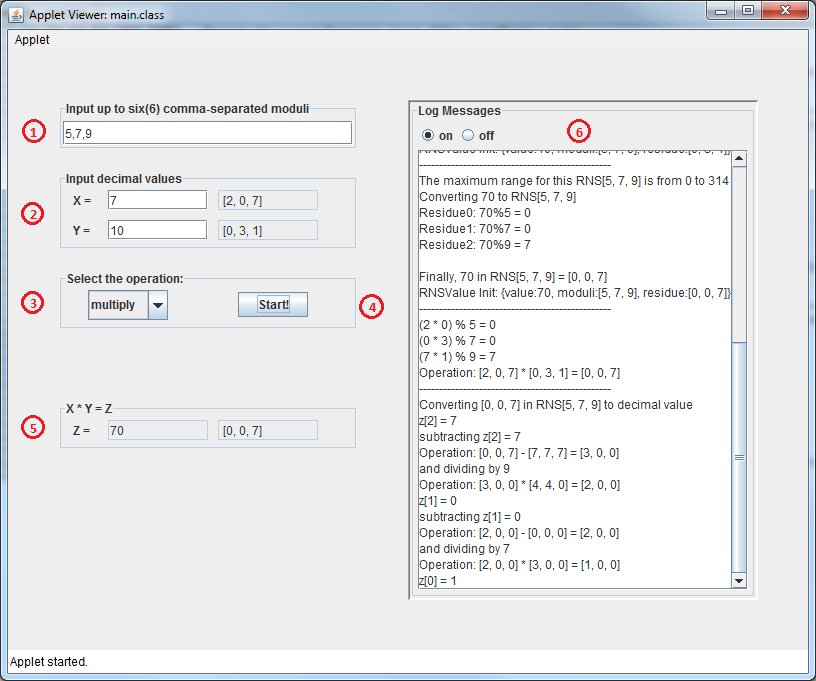 Applet Viewer: main.class
Applet
Input up to six(6) comma-separated moduli
1
5,7,9
Input decimal values
2
X =
7
[2, 0, 7]
Y =
10
[0, 3, 1]
Select the operation:
3
multiply
Start!
4
X * Y = Z
5
Z =
70
[0, 0, 7]
Log Messages
on
off
6
RNSValue Init: {value:70, moduli:[5, 7, 9], residue:[0, 3, 1]}
------------------------------------------------
The maximum range for this RNS[5, 7, 9] is from 0 to 314
Converting 70 to RNS[5, 7, 9]
Residue0: 70%5 = 0
Residue1: 70%7 = 0
Residue2: 70%9 = 7
Finally, 70 in RNS[5, 7, 9] = [0, 0, 7]
RNSValue Init: {value:70, moduli:[5, 7, 9], residue:[0, 0, 7]}
------------------------------------------------
(2 * 0) % 5 = 0
(0 * 3) % 7 = 0
(7 * 1) % 9 = 7
Operation: [2, 0, 7] * [0, 3, 1] = [0, 0, 7]
------------------------------------------------
Converting [0, 0, 7] in RNS[5, 7, 9] to decimal value
z[2] = 7
subtracting z[2] = 7
Operation: [0, 0, 7] - [7, 7, 7] = [3, 0, 0]
and dividing by 9
Operation: [3, 0, 0] * [4, 4, 0] = [2, 0, 0]
z[1] = 0
subtracting z[1] = 0
Operation: [2, 0, 0] - [0, 0, 0] = [2, 0, 0]
and dividing by 7
Operation: [2, 0, 0] * [3, 0, 0] = [1, 0, 0]
z[0] = 1
Applet started.